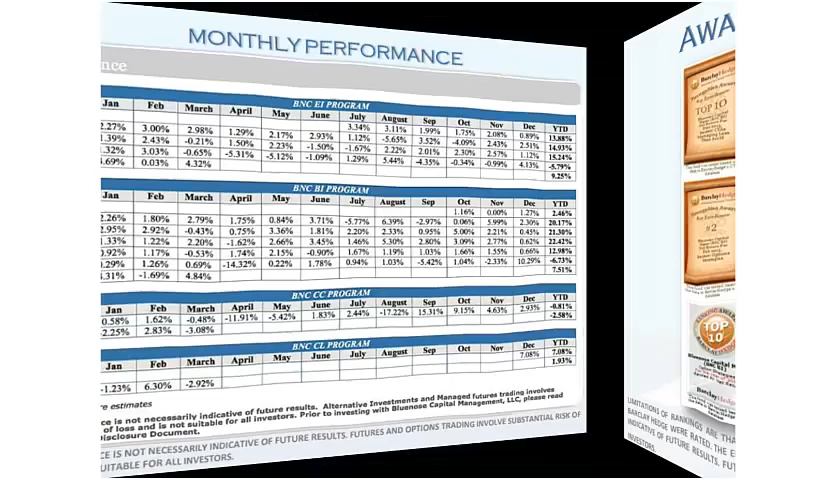 MONTHLY PERFORMANCE
nce
BNC EI PROGRAM
Jan Feb March April May June July August Sep Oct Nov Dec YTD
3.34% 3.11% 1.99% 1.75% 2.08% 0.89% 13.88%
2.27% 3.00% 2.98% 1.29% 2.17% 2.93% 1.12% -5.65% 3.52% -4.09% 2.43% 2.51% 14.93%
.39% 2.43% -0.21% 1.50% 2.23% -1.50% -1.67% 2.22% 2.01% 2.30% 2.57% 1.12% 15.24%
.32% 3.03% -0.65% -5.31% -5.12% -1.09% 1.29% 5.44% -4.35% -0.34% -0.99% 4.13% -5.79%
.69% 0.03% 4.32% 9.25%
BNC BI PROGRAM
Jan Feb March April May June July August Sep Oct Nov Dec YTD
1.16% 0.00% 1.27% 2.46%
2.26% 1.80% 2.79% 1.75% 0.84% 3.71% -5.77% 6.39% -2.97% 0.06% 5.99% 2.30% 20.17%
2.95% 2.92% -0.43% 0.75% 3.36% 1.81% 2.20% 2.33% 0.95% 5.00% 2.21% 0.45% 21.30%
.33% 1.22% 2.20% -1.62% 2.66% 3.45% 1.46% 5.30% 2.80% 3.09% 2.77% 0.62% 22.42%
0.92% 1.17% -0.53% 1.74% 2.15% -0.90% 1.67% 1.19% 1.03% 1.66% 1.55% 0.66% 12.98%
.29% 1.26% 0.69% -14.32% 0.22% 1.78% 0.94% 1.03% -5.42% 1.04% -2.33% 10.29% -6.73%
.31% -1.69% 4.84% 7.51%
BNC CC PROGRAM
Jan Feb March April May June July August Sep Oct Nov Dec YTD
0.58% 1.62% -0.48% -11.91% -5.42% 1.83% 2.44% -17.22% 15.31% 9.15% 4.63% 2.93% -0.81%
-2.25% 2.83% -3.08% -2.58%
BNC CL PROGRAM
Jan Feb March April May June July August Sep Oct Nov Dec YTD
7.08% 7.08%
-1.23% 6.30% -2.92% 1.93%
re estimates
ce is not necessarily indicative of future results. Alternative Investments and Managed futures trading involves
of loss and is not suitable for all investors. Prior to investing with Bluenose Capital Management, LLC, please read
Disclosure Document.
CE IS NOT NECESSARILY INDICATIVE OF FUTURE RESULTS. FUTURES AND OPTIONS TRADING INVOLVE SUBSTANTIAL RISK OF
UITABLE FOR ALL INVESTORS.
AWA
BarclayHedge
TOP 10
BarclayHedge
#2
TOP
10
Bluenose Capital M
BarclayHedge
LIMITATIONS OF RANKINGS ARE THA
BARCLAY HEDGE WERE RATED. THE E
INDICATIVE OF FUTURE RESULTS. FUT
INVESTORS.